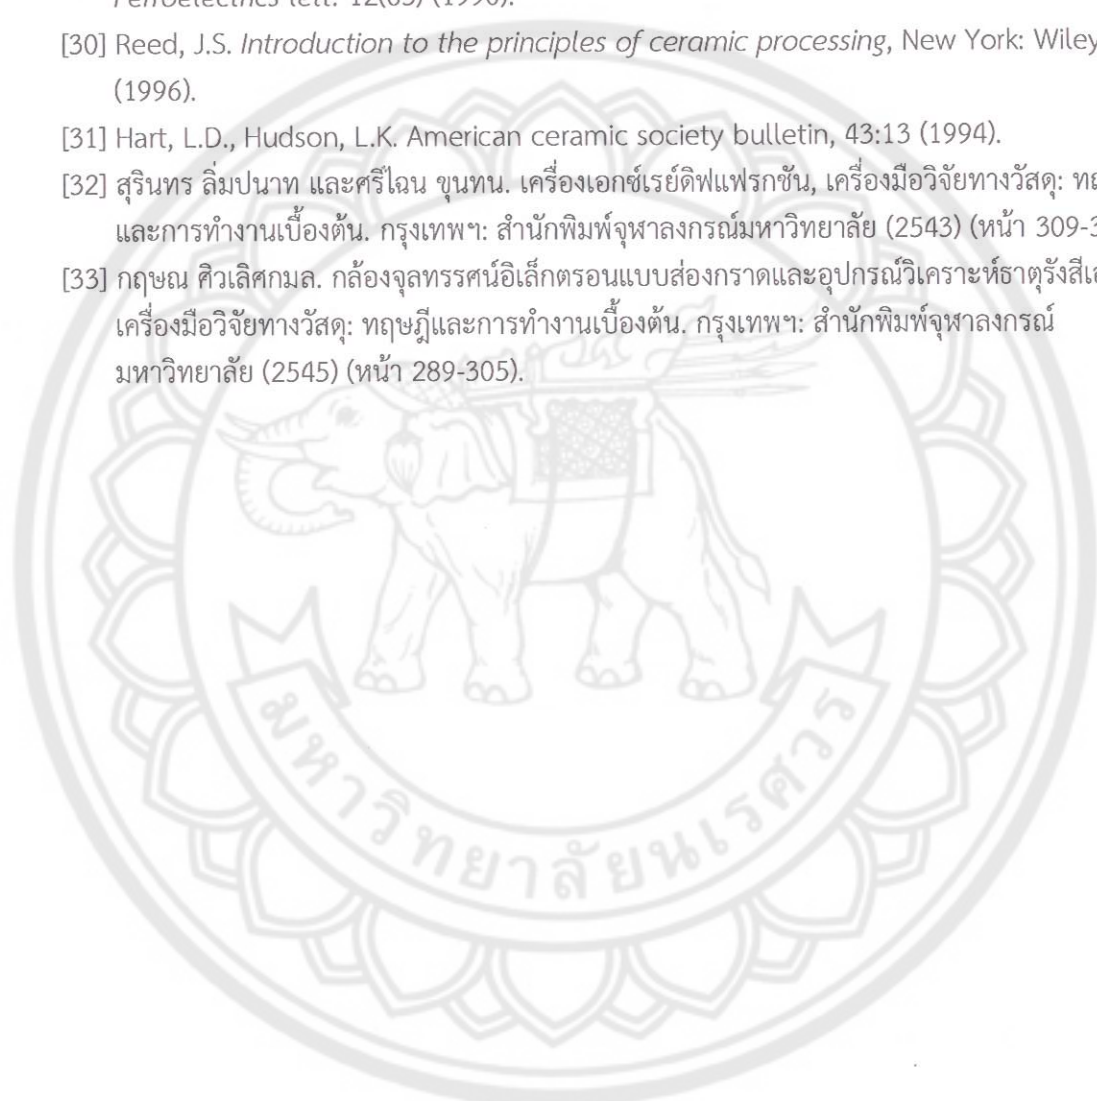 Ferroelectrics lett. 12(65) (1990).
[30] Reed, J.S. Introduction to the principles of ceramic processing, New York: Wiley
(1996).
[31] Hart, L.D., Hudson, L.K. American ceramic society bulletin, 43:13 (1994).
[32] สุรินทร ลิ่มปนาท และศรีไฉน ขุนทน. เครื่องเอกซ์เรย์ดิฟแฟรกชัน, เครื่องมือวิจัยทางวัสดุ:
และการทำงานเบื้องต้น. กรุงเทพฯ: สำนักพิมพ์จุฬาลงกรณ์มหาวิทยาลัย (2543) (หน้า 309-
[33] กฤษณ ศิวเลิศกมล. กล้องจุลทรรศน์อิเล็กตรอนแบบส่องกราดและอุปกรณ์วิเคราะห์ธาตุรังสี
เครื่องมือวิจัยทางวัสดุ: ทฤษฎีและการทำงานเบื้องต้น. กรุงเทพฯ: สำนักพิมพ์จุฬาลงกรณ์
มหาวิทยาลัย (2545) (หน้า 289-305).
มหาวิทยาลัยนเรศวร